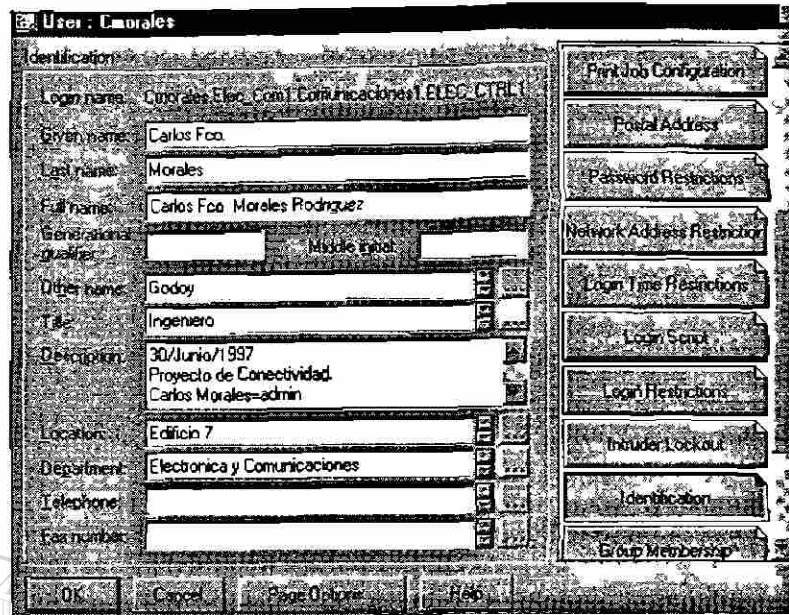 User : Cmorales
Identification
Login name: Cmorales.Elec_Com1.Comunicaciones1.ELEC_CTRL1
Given name: Carlos Fco.
Last name: Morales
Full name: Carlos Fco Morales Rodriguez
Generational qualifier: Middle initial:
Other name: Godoy
Title: Ingeniero
Description: 30/Junio/1997
Proyecto de Conectividad.
Carlos Morales=admin
Location: Edificio 7
Department: Electronica y Comunicaciones
Telephone:
Fax number:
OK Cancel Page Options Help
Print Job Configuration
Postal Address
Password Restrictions
Network Address Restriction
Login Time Restrictions
Login Script
Login Restrictions
Intruder Lockout
Identification
Group Membership